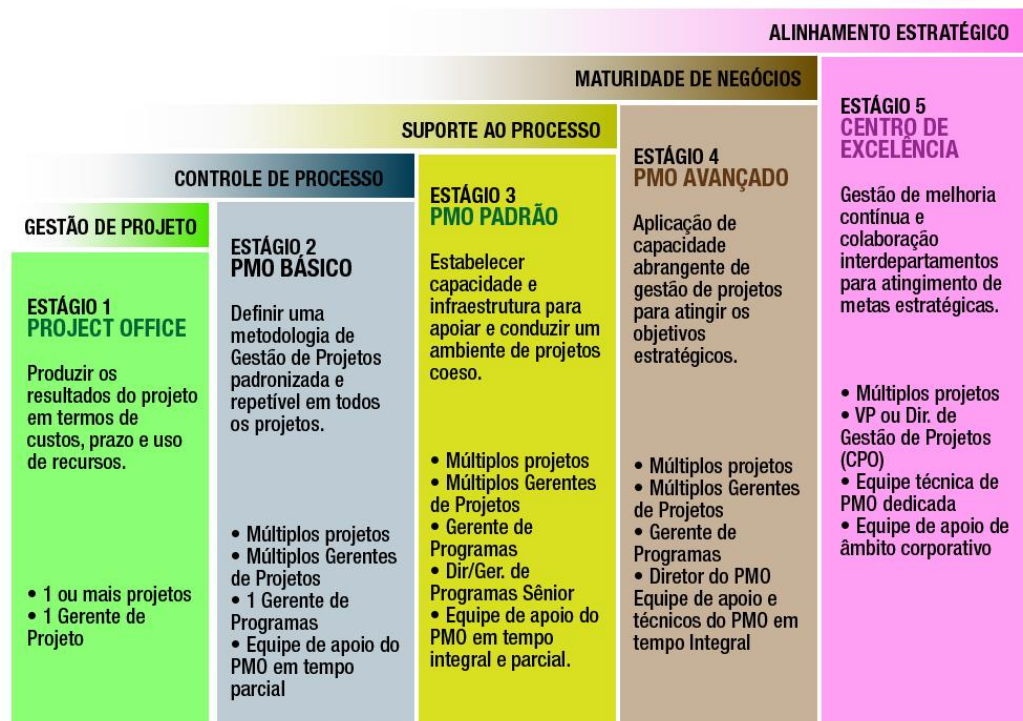 ALINHAMENTO ESTRATÉGICO
MATURIDADE DE NEGÓCIOS
SUPORTE AO PROCESSO
CONTROLE DE PROCESSO
GESTÃO DE PROJETO
ESTÁGIO 1
PROJECT OFFICE
Produzir os
resultados do projeto
em termos de
custos, prazo e uso
de recursos.
• 1 ou mais projetos
• 1 Gerente de
Projeto
ESTÁGIO 2
PMO BÁSICO
Definir uma
metodologia de
Gestão de Projetos
padronizada e
repetível em todos
os projetos.
• Múltiplos projetos
• Múltiplos Gerentes
de Projetos
• 1 Gerente de
Programas
• Equipe de apoio do
PMO em tempo
parcial
ESTÁGIO 3
PMO PADRÃO
Estabelecer
capacidade e
infraestrutura para
apoiar e conduzir um
ambiente de projetos
coeso.
• Múltiplos projetos
• Múltiplos Gerentes
de Projetos
• Gerente de
Programas
• Dir/Ger. de
Programas Sênior
• Equipe de apoio do
PMO em tempo
integral e parcial.
ESTÁGIO 4
PMO AVANÇADO
Aplicação de
capacidade
abrangente de
gestão de projetos
para atingir os
objetivos
estratégicos.
• Múltiplos projetos
• Múltiplos Gerentes
de Projetos
• Gerente de
Programas
• Diretor do PMO
Equipe de apoio e
técnicos do PMO em
tempo Integral
ESTÁGIO 5
CENTRO DE
EXCELÊNCIA
Gestão de melhoria
contínua e
colaboração
interdepartamentos
para atingimento de
metas estratégicas.
• Múltiplos projetos
• VP ou Dir. de
Gestão de Projetos
(CPO)
• Equipe técnica de
PMO dedicada
• Equipe de apoio de
âmbito corporativo